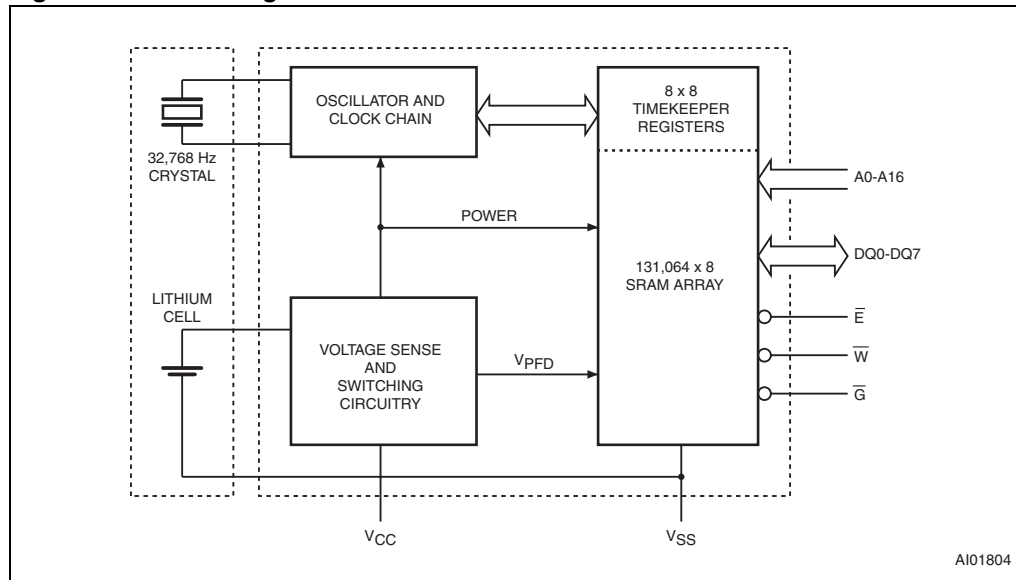 OSCILLATOR AND
CLOCK CHAIN
8 x 8
TIMEKEEPER
REGISTERS
32,768 Hz
CRYSTAL
A0-A16
POWER
DQ0-DQ7
131,064 x 8
SRAM ARRAY
LITHIUM
CELL
E̅
VOLTAGE SENSE
AND
SWITCHING
CIRCUITRY
VPFD
W̅
G̅
VCC
VSS
AI01804